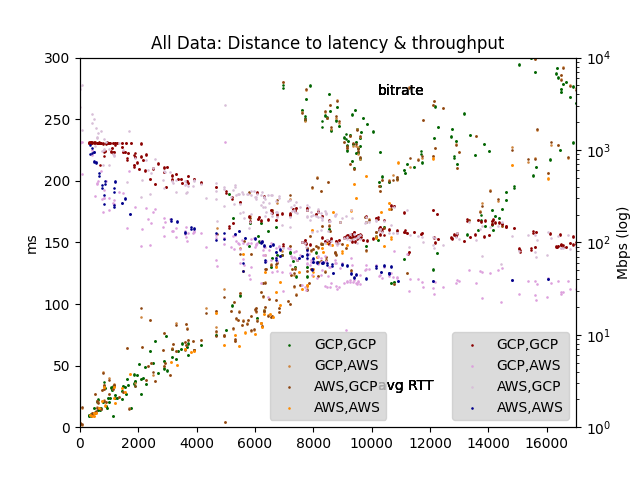 All Data: Distance to latency & throughput
300
250
200
150
100
50
0
ms
0
2000
4000
6000
8000
10000
12000
14000
16000
10^4
10^3
10^2
10^1
10^0
Mbps (log)
bitrate
avg RTT
GCP,GCP
GCP,AWS
AWS,GCP
AWS,AWS
GCP,GCP
GCP,AWS
AWS,GCP
AWS,AWS